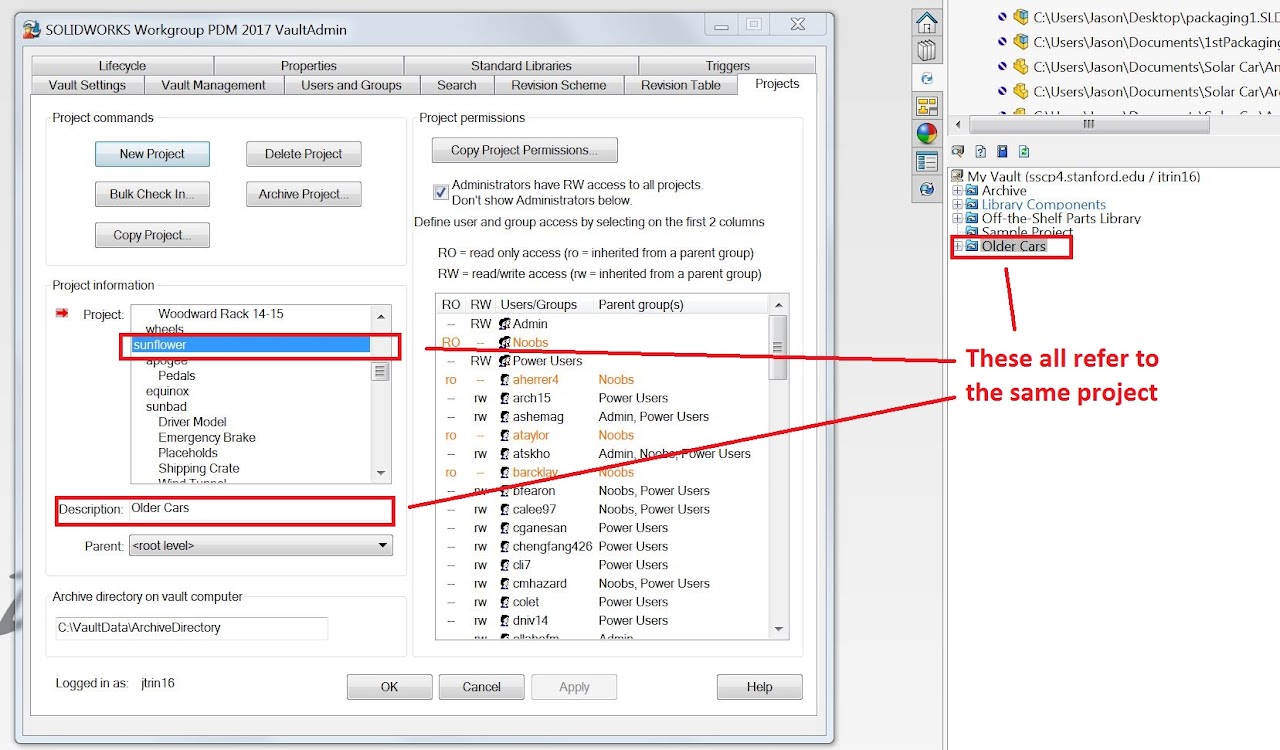 SOLIDWORKS Workgroup PDM 2017 VaultAdmin
Lifecycle Properties Standard Libraries Triggers
Vault Settings Vault Management Users and Groups Search Revision Scheme Revision Table Projects
Project commands
New Project Delete Project
Bulk Check In... Archive Project...
Copy Project...
Project information
Project:
Woodward Rack 14-15
wheels
sunflower
apogee
Pedals
equinox
sunbad
Driver Model
Emergency Brake
Placeholds
Shipping Crate
Wind Tunnel
Description: Older Cars
Parent: <root level>
Archive directory on vault computer
C:\VaultData\ArchiveDirectory
Logged in as: jtrin16
Project permissions
Copy Project Permissions...
Administrators have RW access to all projects.
Don't show Administrators below.
Define user and group access by selecting on the first 2 columns
RO = read only access (ro = inherited from a parent group)
RW = read/write access (rw = inherited from a parent group)
RO RW Users/Groups Parent group(s)
-- RW Admin
RO -- Noobs
-- RW Power Users
ro -- aherrer4 Noobs
-- rw arch15 Power Users
-- rw ashemag Admin, Power Users
ro -- ataylor Noobs
-- rw atskho Admin, Noobs, Power Users
ro -- barcklay Noobs
-- rw bfearon Noobs, Power Users
-- rw calee97 Noobs, Power Users
-- rw cganesan Power Users
-- rw chengfang426 Power Users
-- rw cli7 Power Users
-- rw cmhazard Noobs, Power Users
-- rw colet Power Users
-- rw dniv14 Power Users
-- rw Admin
OK Cancel Apply Help
C:\Users\Jason\Desktop\packaging1.SLD
C:\Users\Jason\Documents\1stPackaging
C:\Users\Jason\Documents\Solar Car\An
C:\Users\Jason\Documents\Solar Car\Ar
My Vault (sscp4.stanford.edu / jtrin16)
Archive
Library Components
Off-the-Shelf Parts Library
Sample Project
Older Cars
These all refer to
the same project